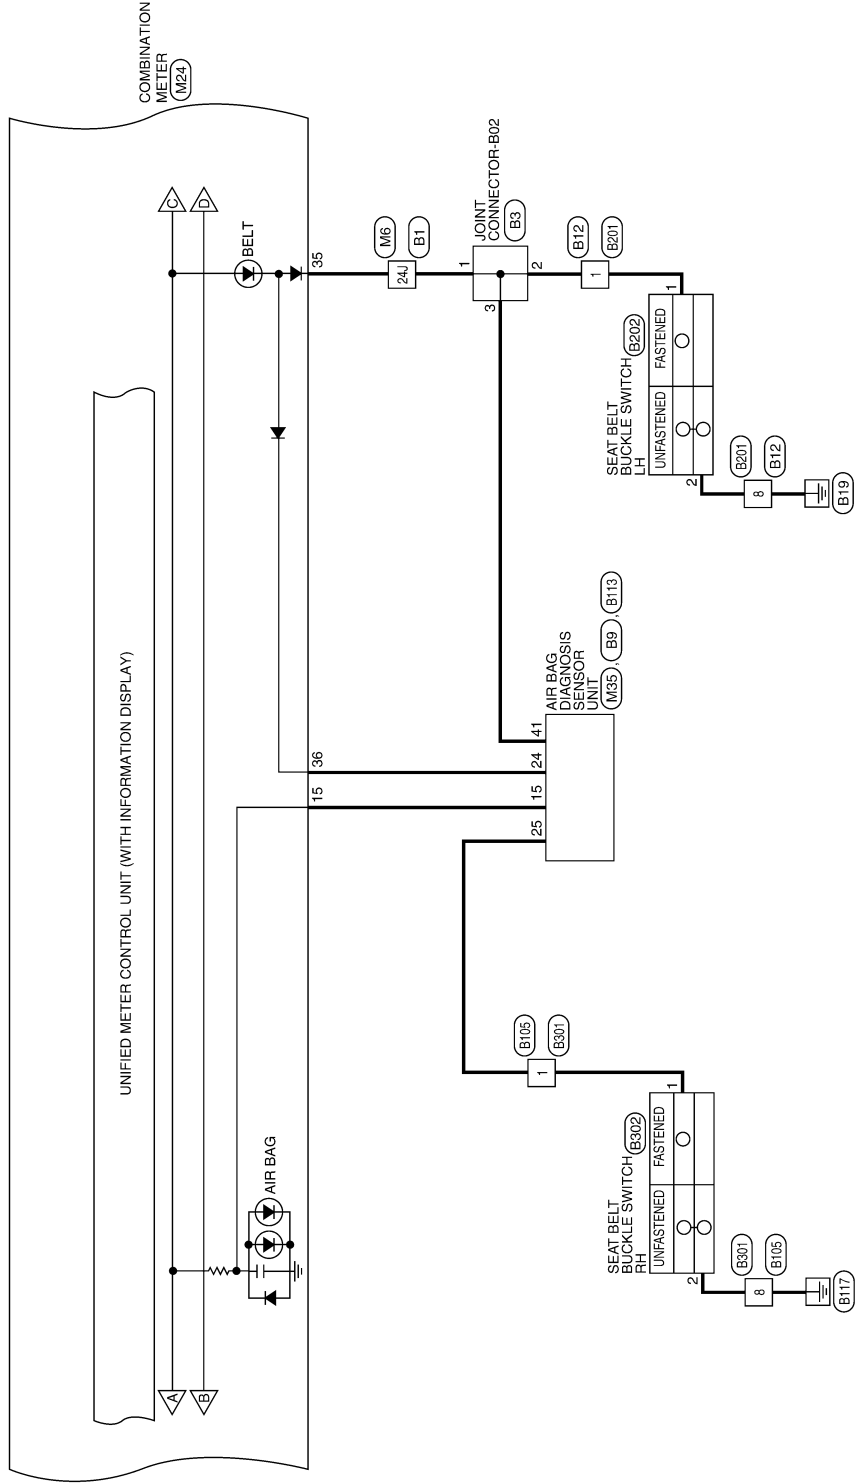 COMBINATION
METER
M24
UNIFIED METER CONTROL UNIT (WITH INFORMATION DISPLAY)
A
B
C
D
AIR BAG
BELT
15
36
35
M6
24J
B1
JOINT
CONNECTOR-B02
B3
1
2
3
B12
1
B201
SEAT BELT
BUCKLE SWITCH
LH
B202
1
UNFASTENED
FASTENED
2
B201
8
B12
B19
AIR BAG
DIAGNOSIS
SENSOR
UNIT
M35, B9, B113
25
15
24
41
B105
1
B301
SEAT BELT
BUCKLE SWITCH
RH
B302
1
UNFASTENED
FASTENED
2
B301
8
B105
B117